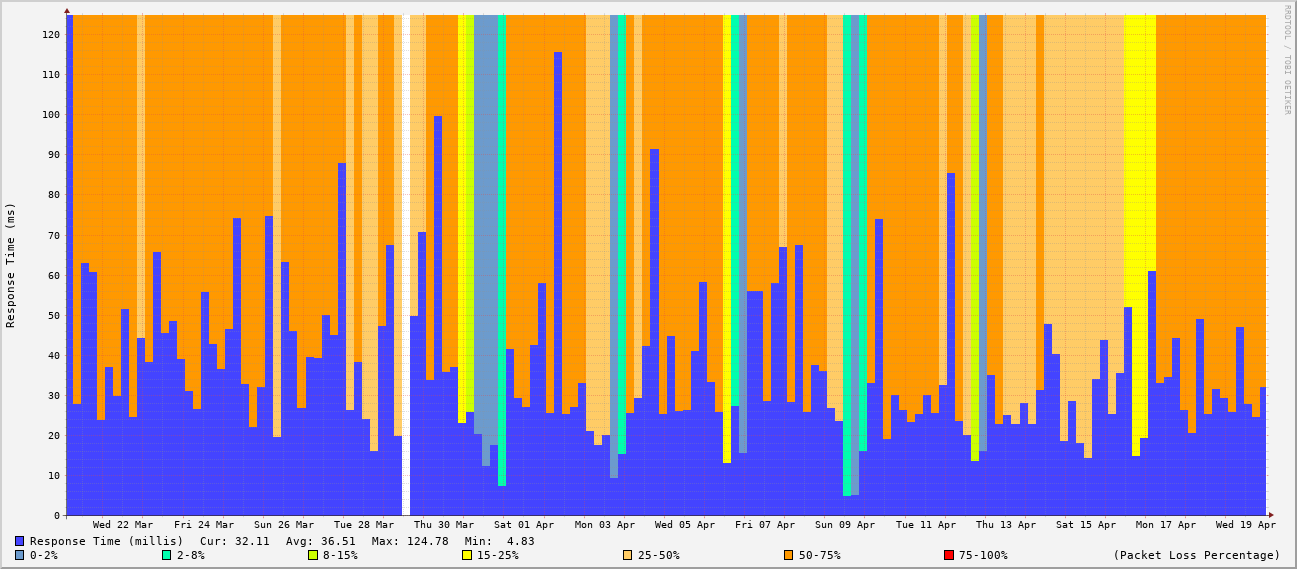 RRDTOOL / TOBI OETIKER
Response Time (ms)
120
110
100
90
80
70
60
50
40
30
20
10
0
Wed 22 Mar Fri 24 Mar Sun 26 Mar Tue 28 Mar Thu 30 Mar Sat 01 Apr Mon 03 Apr Wed 05 Apr Fri 07 Apr Sun 09 Apr Tue 11 Apr Thu 13 Apr Sat 15 Apr Mon 17 Apr Wed 19 Apr
Response Time (millis) Cur: 32.11 Avg: 36.51 Max: 124.78 Min: 4.83
0-2% 2-8% 8-15% 15-25% 25-50% 50-75% 75-100% (Packet Loss Percentage)